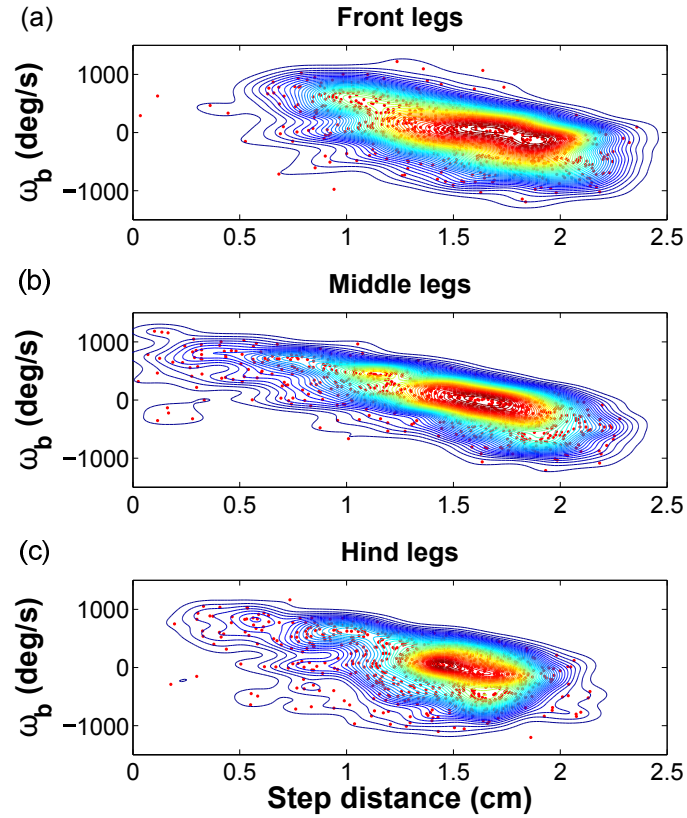 (a)
Front legs
ω_b (deg/s)
1000
0
−1000
0
0.5
1
1.5
2
2.5
(b)
Middle legs
ω_b (deg/s)
1000
0
−1000
0
0.5
1
1.5
2
2.5
(c)
Hind legs
ω_b (deg/s)
1000
0
−1000
0
0.5
1
1.5
2
2.5
Step distance (cm)